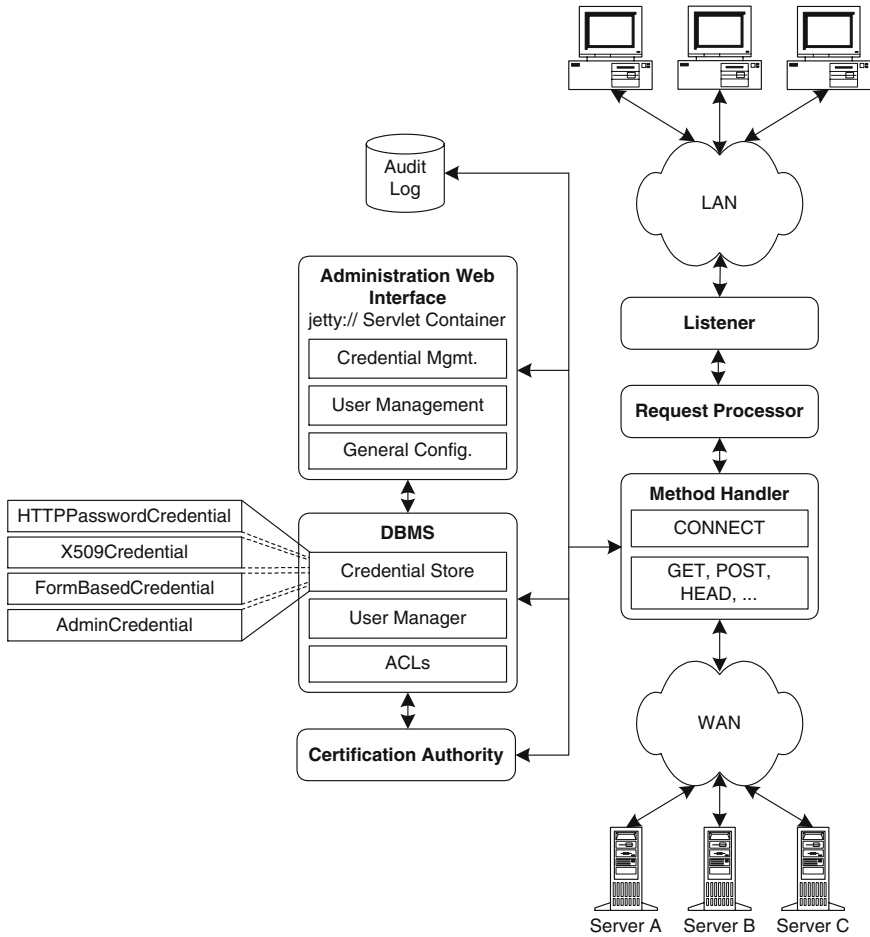 Audit
Log
LAN
Administration Web
Interface
jetty:// Servlet Container
Credential Mgmt.
User Management
General Config.
Listener
Request Processor
Method Handler
CONNECT
GET, POST,
HEAD, ...
HTTPPasswordCredential
X509Credential
FormBasedCredential
AdminCredential
DBMS
Credential Store
User Manager
ACLs
Certification Authority
WAN
Server A
Server B
Server C